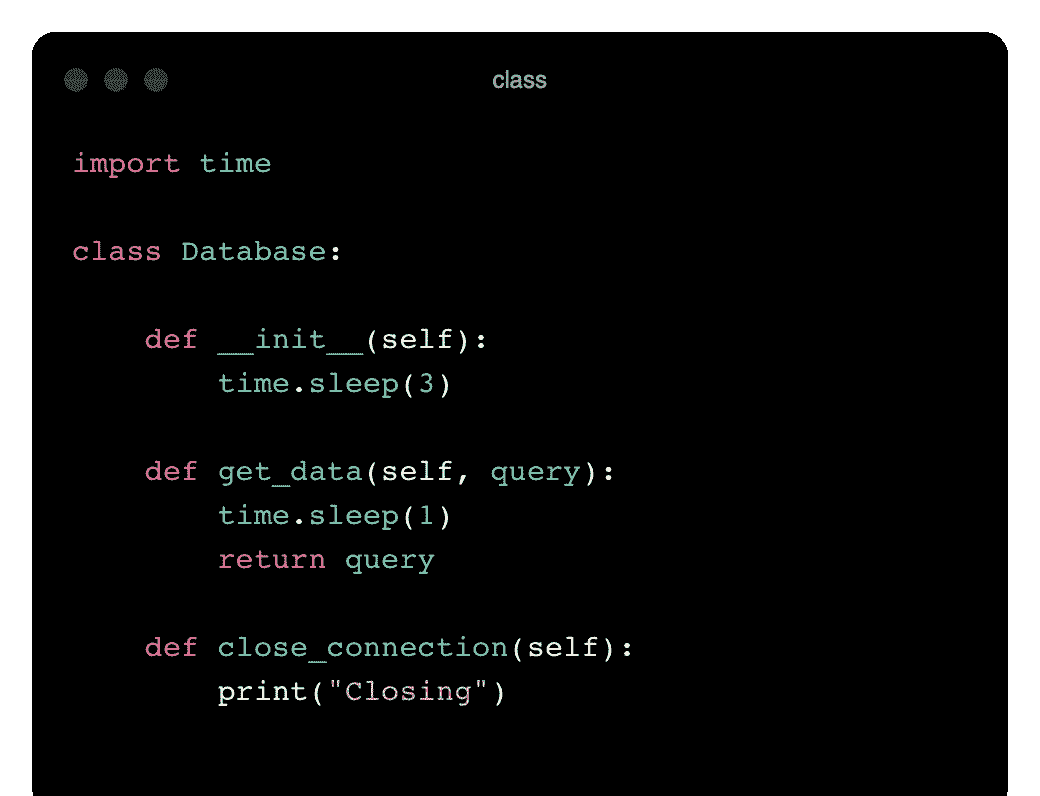 class
import time
class Database:
    def __init__(self):
        time.sleep(3)
    def get_data(self, query):
        time.sleep(1)
        return query
    def close_connection(self):
        print("Closing")